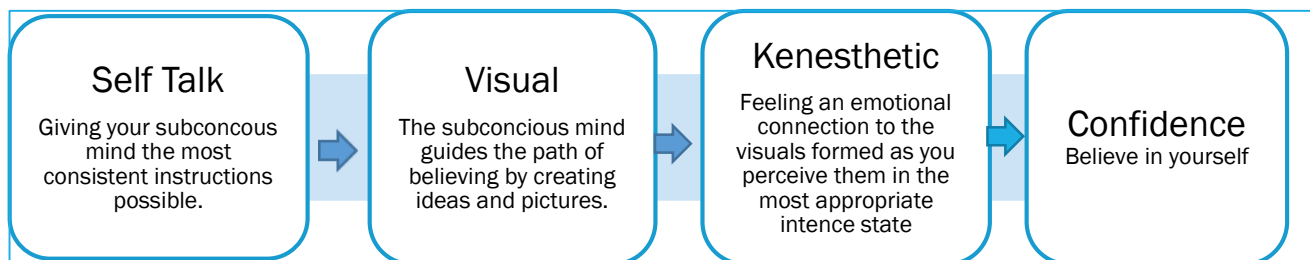 Self Talk
Giving your subconcous
mind the most
consistent instructions
possible.
Visual
The subconcious mind
guides the path of
believing by creating
ideas and pictures.
Kenesthetic
Feeling an emotional
connection to the
visuals formed as you
perceive them in the
most appropriate
intence state
Confidence
Believe in yourself